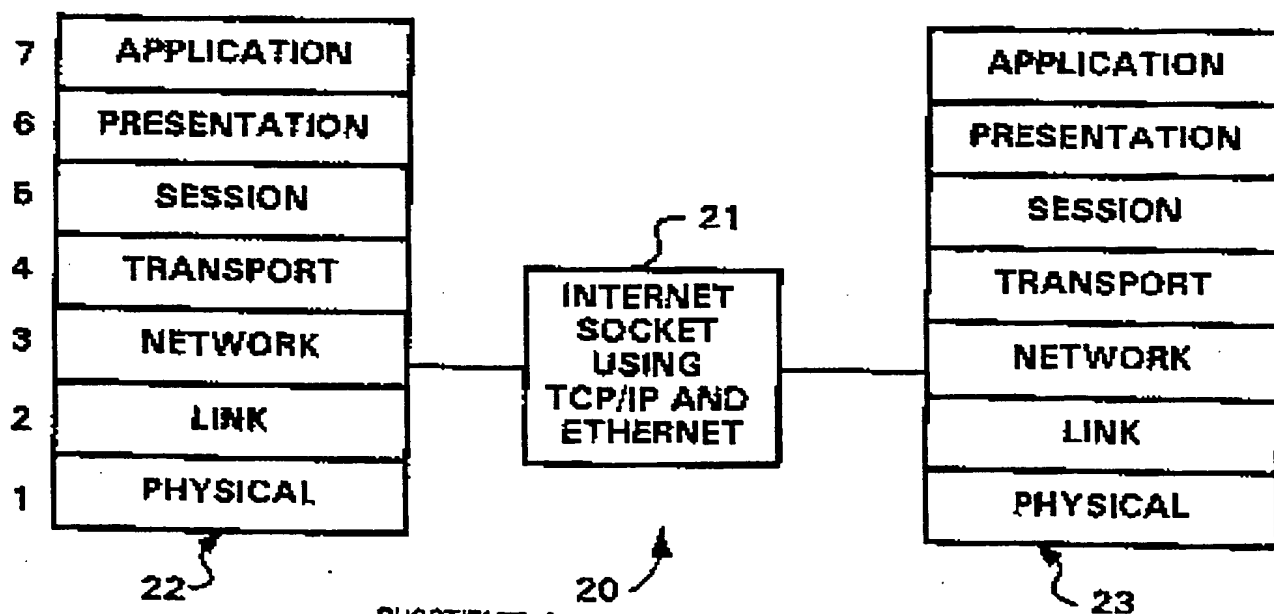 7 APPLICATION
6 PRESENTATION
5 SESSION
4 TRANSPORT
3 NETWORK
2 LINK
1 PHYSICAL
22
21
INTERNET
SOCKET
USING
TCP/IP AND
ETHERNET
20
APPLICATION
PRESENTATION
SESSION
TRANSPORT
NETWORK
LINK
PHYSICAL
23